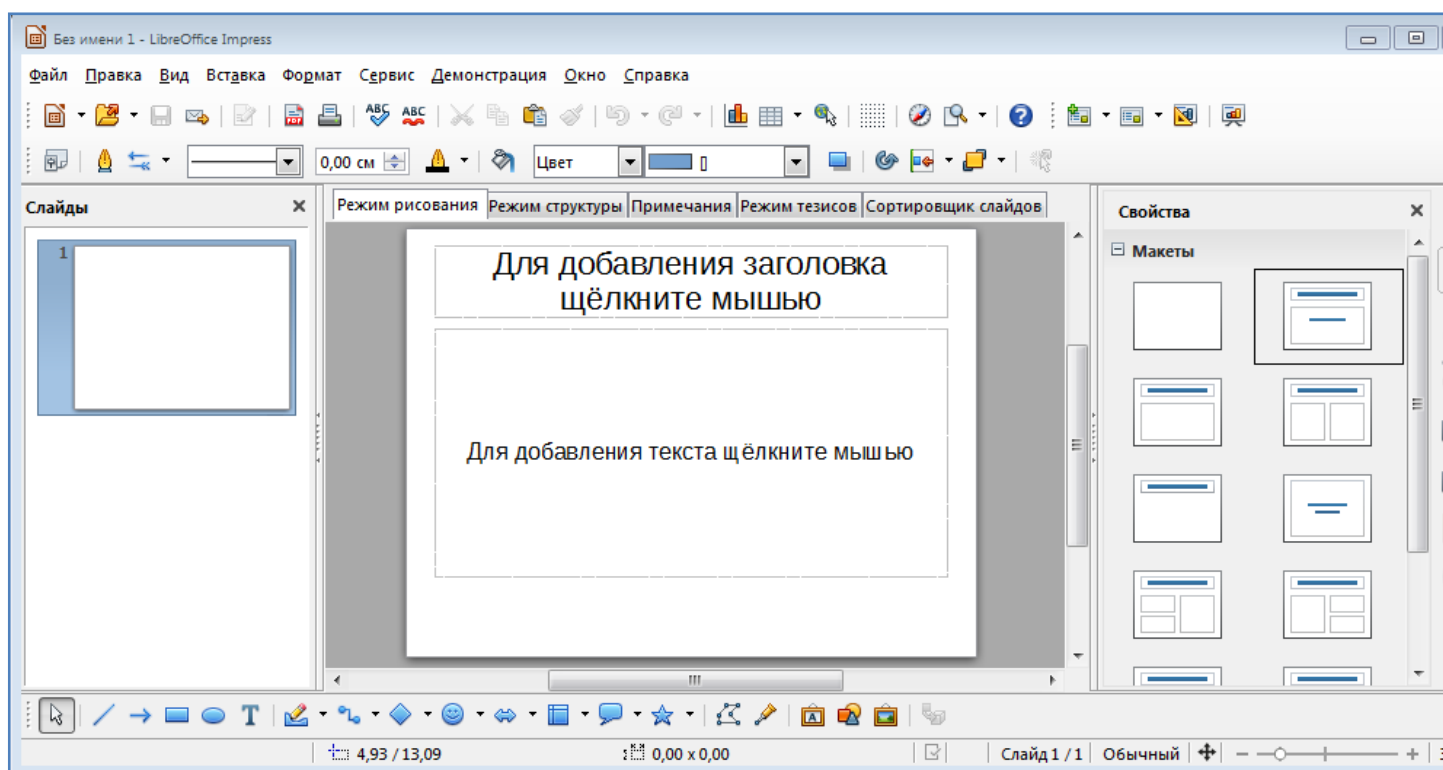 Без имени 1 - LibreOffice Impress
Файл Правка Вид Вставка Формат Сервис Демонстрация Окно Справка
0,00 см Цвет
Слайды
Режим рисования Режим структуры Примечания Режим тезисов Сортировщик слайдов
Свойства
Макеты
1
Для добавления заголовка
щёлкните мышью
Для добавления текста щёлкните мышью
4,93 / 13,09 0,00 x 0,00 Слайд 1 / 1 Обычный